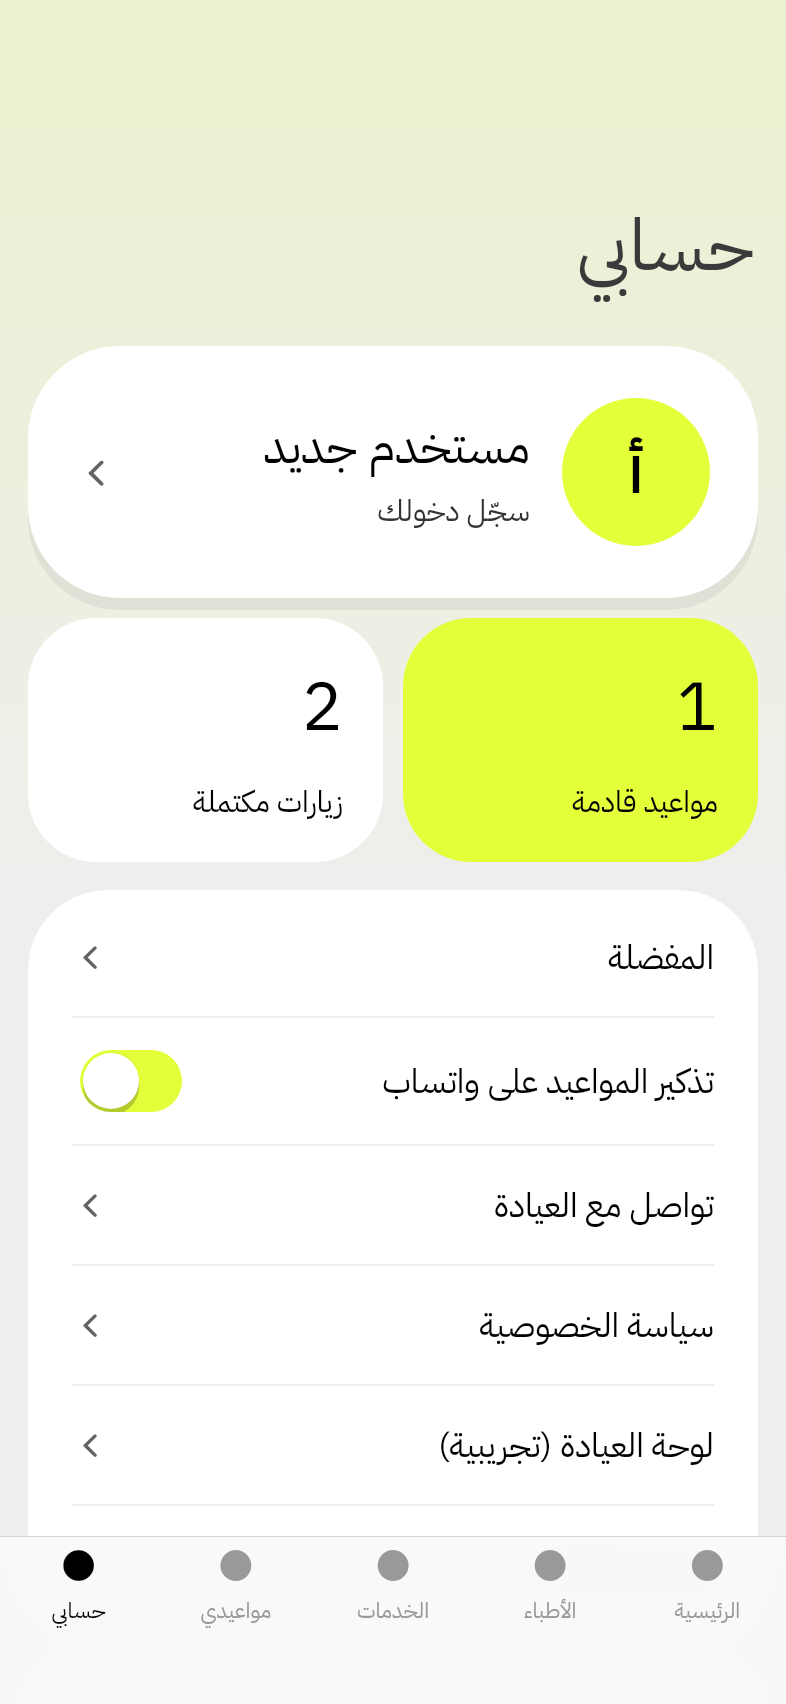 حسابي
أ
مستخدم جديد
سجّل دخولك
1
مواعيد قادمة
2
زيارات مكتملة
المفضلة
تذكير المواعيد على واتساب
تواصل مع العيادة
سياسة الخصوصية
لوحة العيادة (تجريبية)
الرئيسية
الأطباء
الخدمات
مواعيدي
حسابي